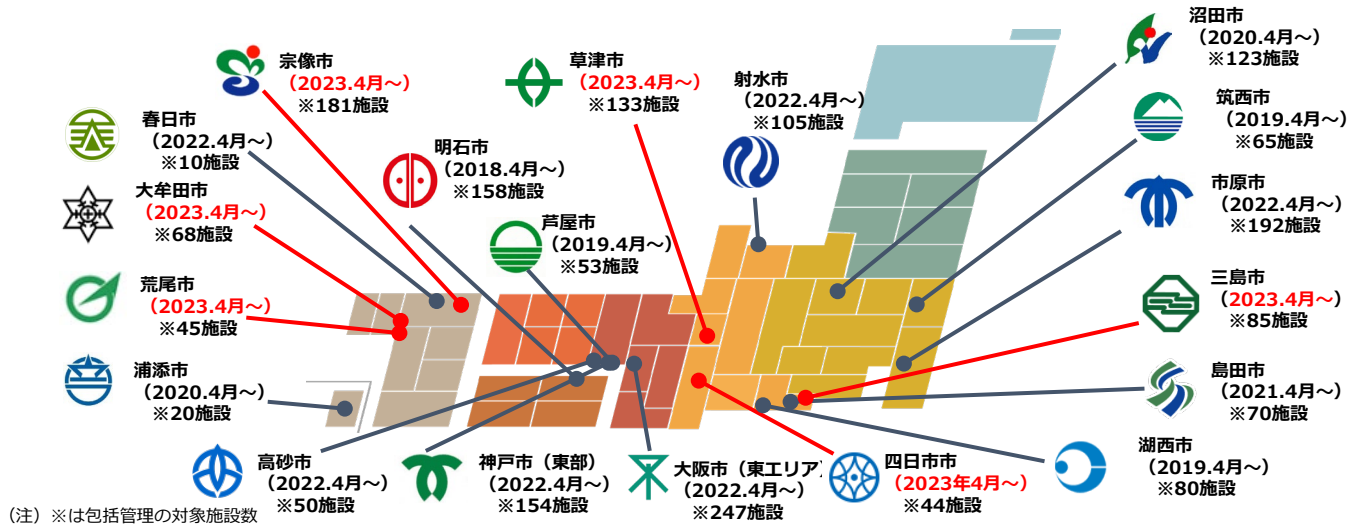 宗像市
（2023.4月～）
※181施設
草津市
（2023.4月～）
※133施設
射水市
（2022.4月～）
※105施設
沼田市
（2020.4月～）
※123施設
春日市
（2022.4月～）
※10施設
明石市
（2018.4月～）
※158施設
筑西市
（2019.4月～）
※65施設
大牟田市
（2023.4月～）
※68施設
芦屋市
（2019.4月～）
※53施設
市原市
（2022.4月～）
※192施設
荒尾市
（2023.4月～）
※45施設
三島市
（2023.4月～）
※85施設
浦添市
（2020.4月～）
※20施設
島田市
（2021.4月～）
※70施設
高砂市
（2022.4月～）
※50施設
神戸市（東部）
（2022.4月～）
※154施設
大阪市（東エリア）
（2022.4月～）
※247施設
四日市市
（2023年4月～）
※44施設
湖西市
（2019.4月～）
※80施設
（注）※は包括管理の対象施設数